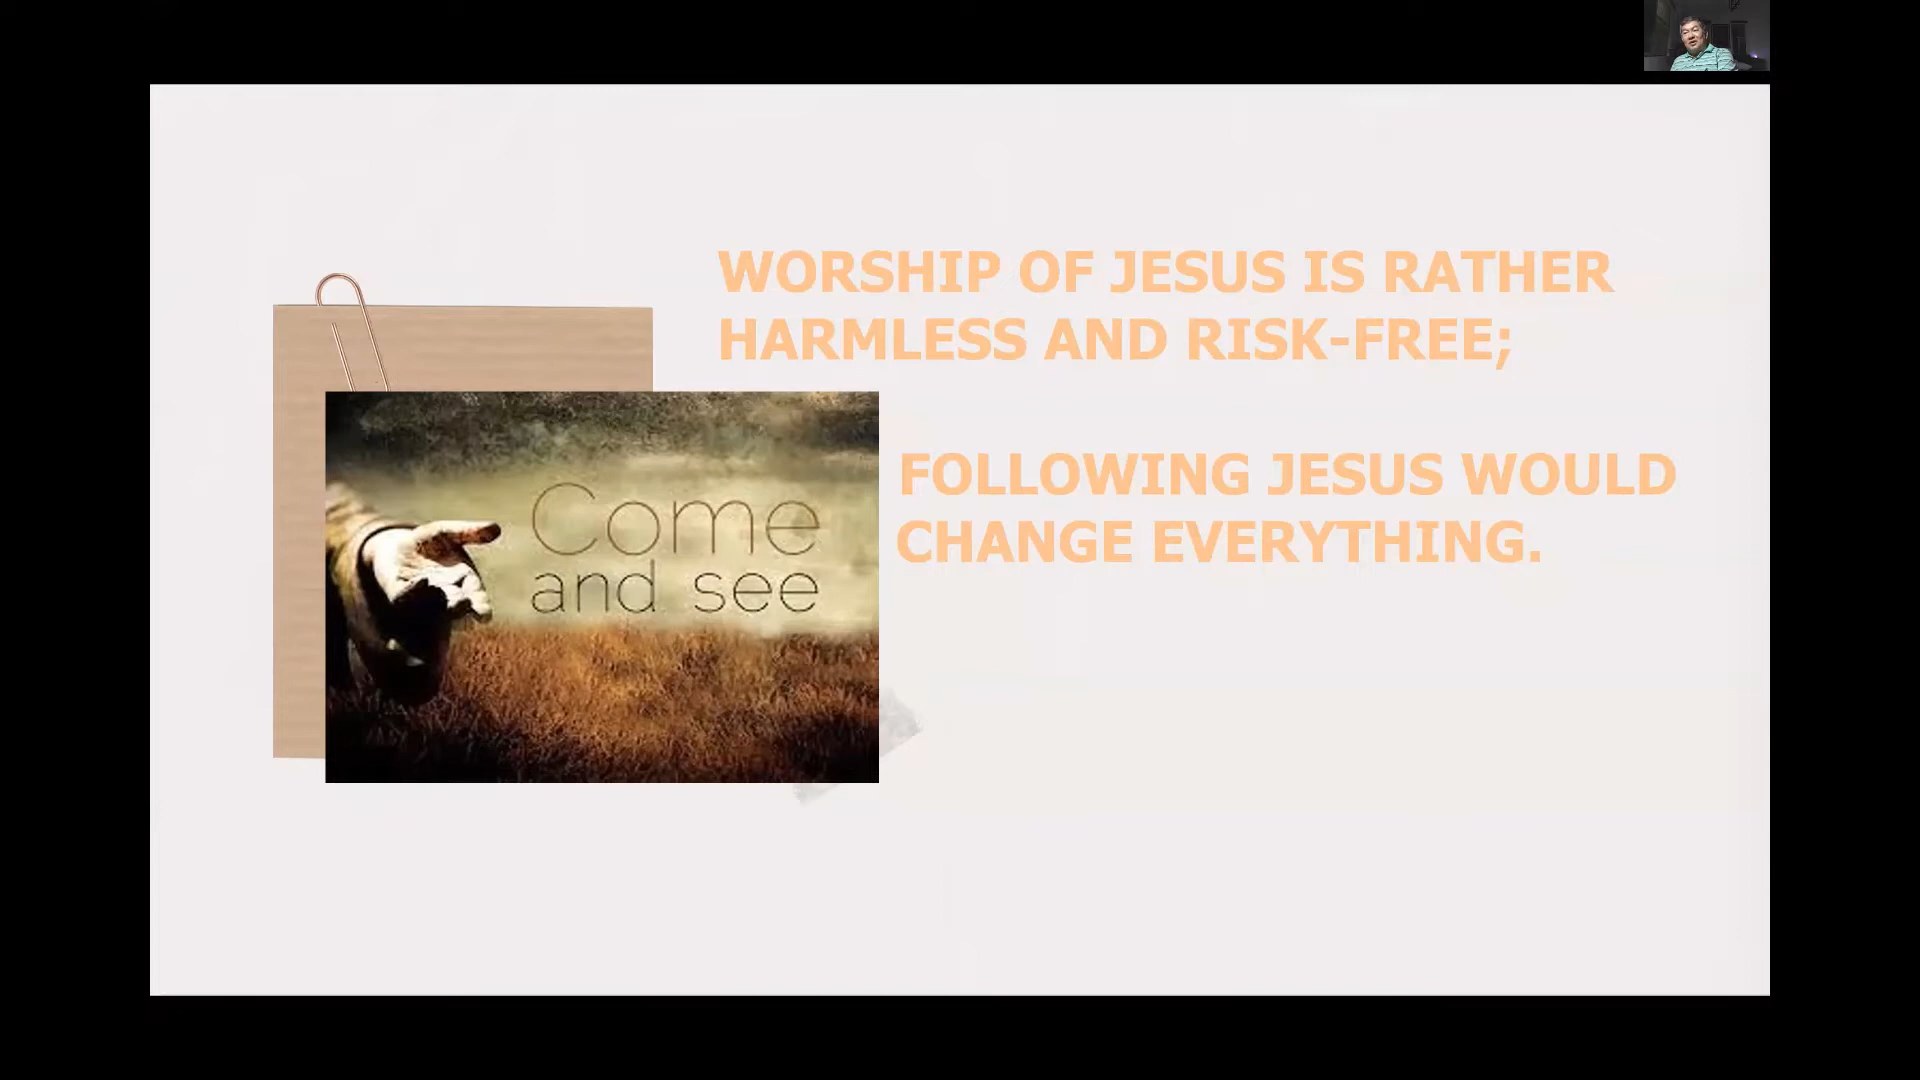 WORSHIP OF JESUS IS RATHER
HARMLESS AND RISK-FREE;
FOLLOWING JESUS WOULD
CHANGE EVERYTHING.
Come
and see